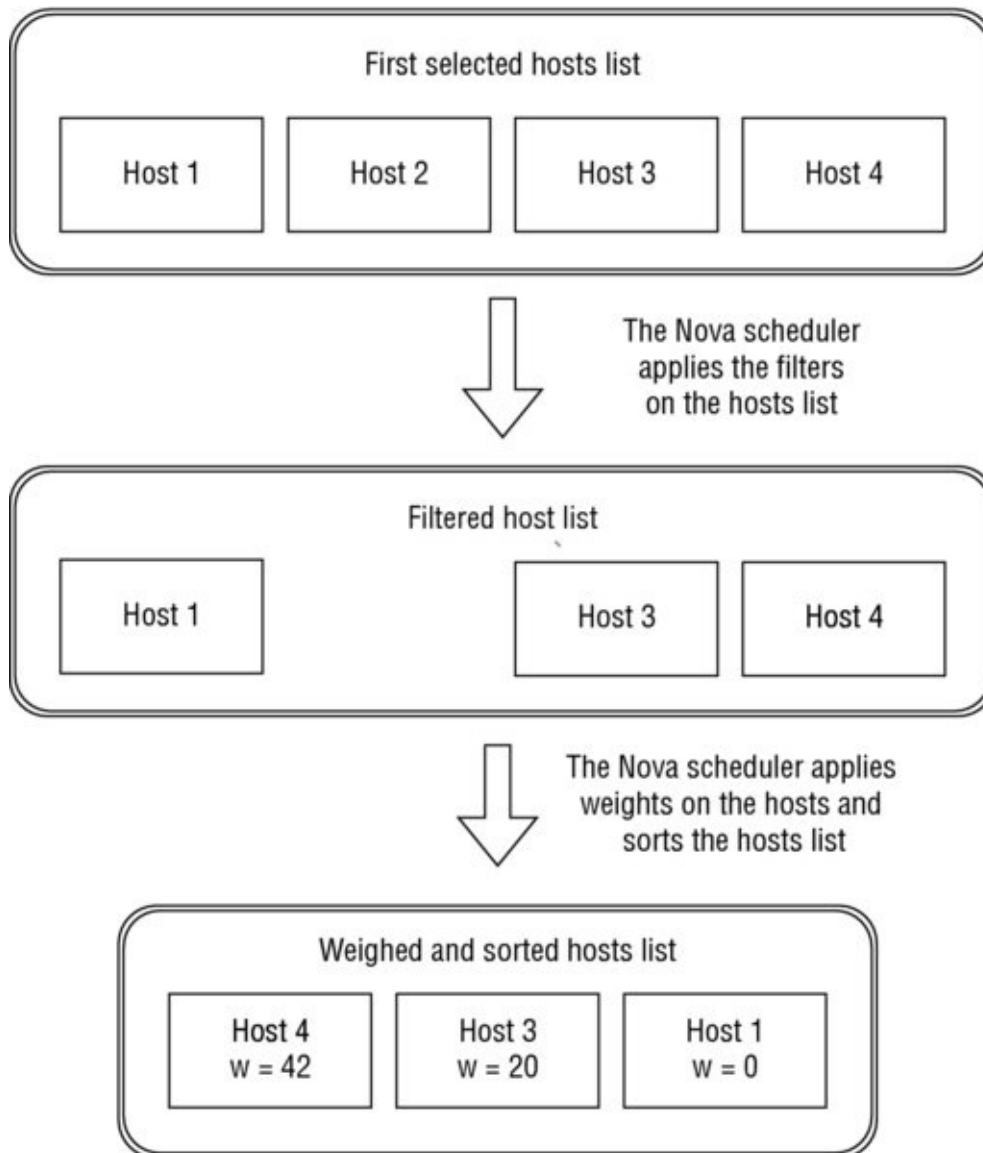 First selected hosts list
Host 1
Host 2
Host 3
Host 4
The Nova scheduler
applies the filters
on the hosts list
Filtered host list
Host 1
Host 3
Host 4
The Nova scheduler applies
weights on the hosts and
sorts the hosts list
Weighed and sorted hosts list
Host 4
w = 42
Host 3
w = 20
Host 1
w = 0